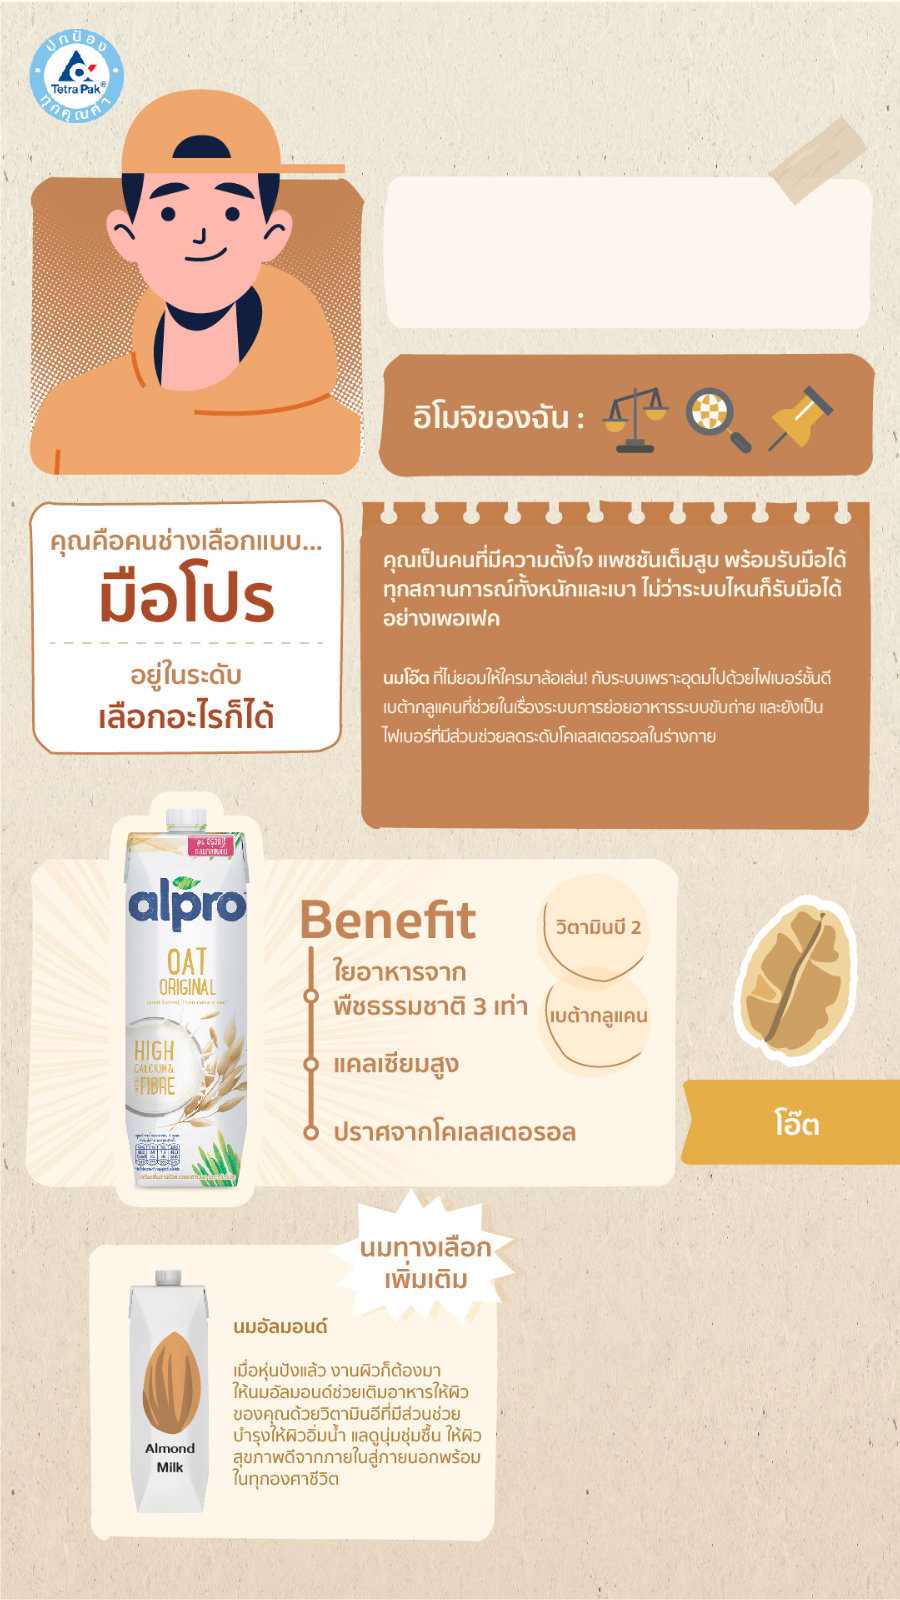 ปกป้อง
Tetra Pak®
ทุกคุณค่า
อิโมจิของฉัน :
คุณคือคนช่างเลือกแบบ...
มือโปร
อยู่ในระดับ
เลือกอะไรก็ได้
คุณเป็นคนที่มีความตั้งใจ แพชชันเต็มสูบ พร้อมรับมือได้
ทุกสถานการณ์ทั้งหนักและเบา ไม่ว่าระบบไหนก็รับมือได้
อย่างเพอเฟค
นมโอ๊ต ที่ไม่ยอมให้ใครมาล้อเล่น! กับระบบเพราะอุดมไปด้วยไฟเบอร์ชั้นดี
เบต้ากลูแคนที่ช่วยในเรื่องระบบการย่อยอาหารระบบขับถ่าย และยังเป็น
ไฟเบอร์ที่มีส่วนช่วยลดระดับโคเลสเตอรอลในร่างกาย
alpro
OAT
ORIGINAL
HIGH
CALCIUM &
FIBRE
Benefit
ใยอาหารจาก
พืชธรรมชาติ 3 เท่า
แคลเซียมสูง
ปราศจากโคเลสเตอรอล
วิตามินบี 2
เบต้ากลูแคน
โอ๊ต
นมทางเลือก
เพิ่มเติม
Almond
Milk
นมอัลมอนด์
เมื่อหุ่นปังแล้ว งานผิวก็ต้องมา
ให้นมอัลมอนด์ช่วยเติมอาหารให้ผิว
ของคุณด้วยวิตามินอีที่มีส่วนช่วย
บำรุงให้ผิวอิ่มน้ำ แลดูนุ่มชุ่มชื้น ให้ผิว
สุขภาพดีจากภายในสู่ภายนอกพร้อม
ในทุกองศาชีวิต